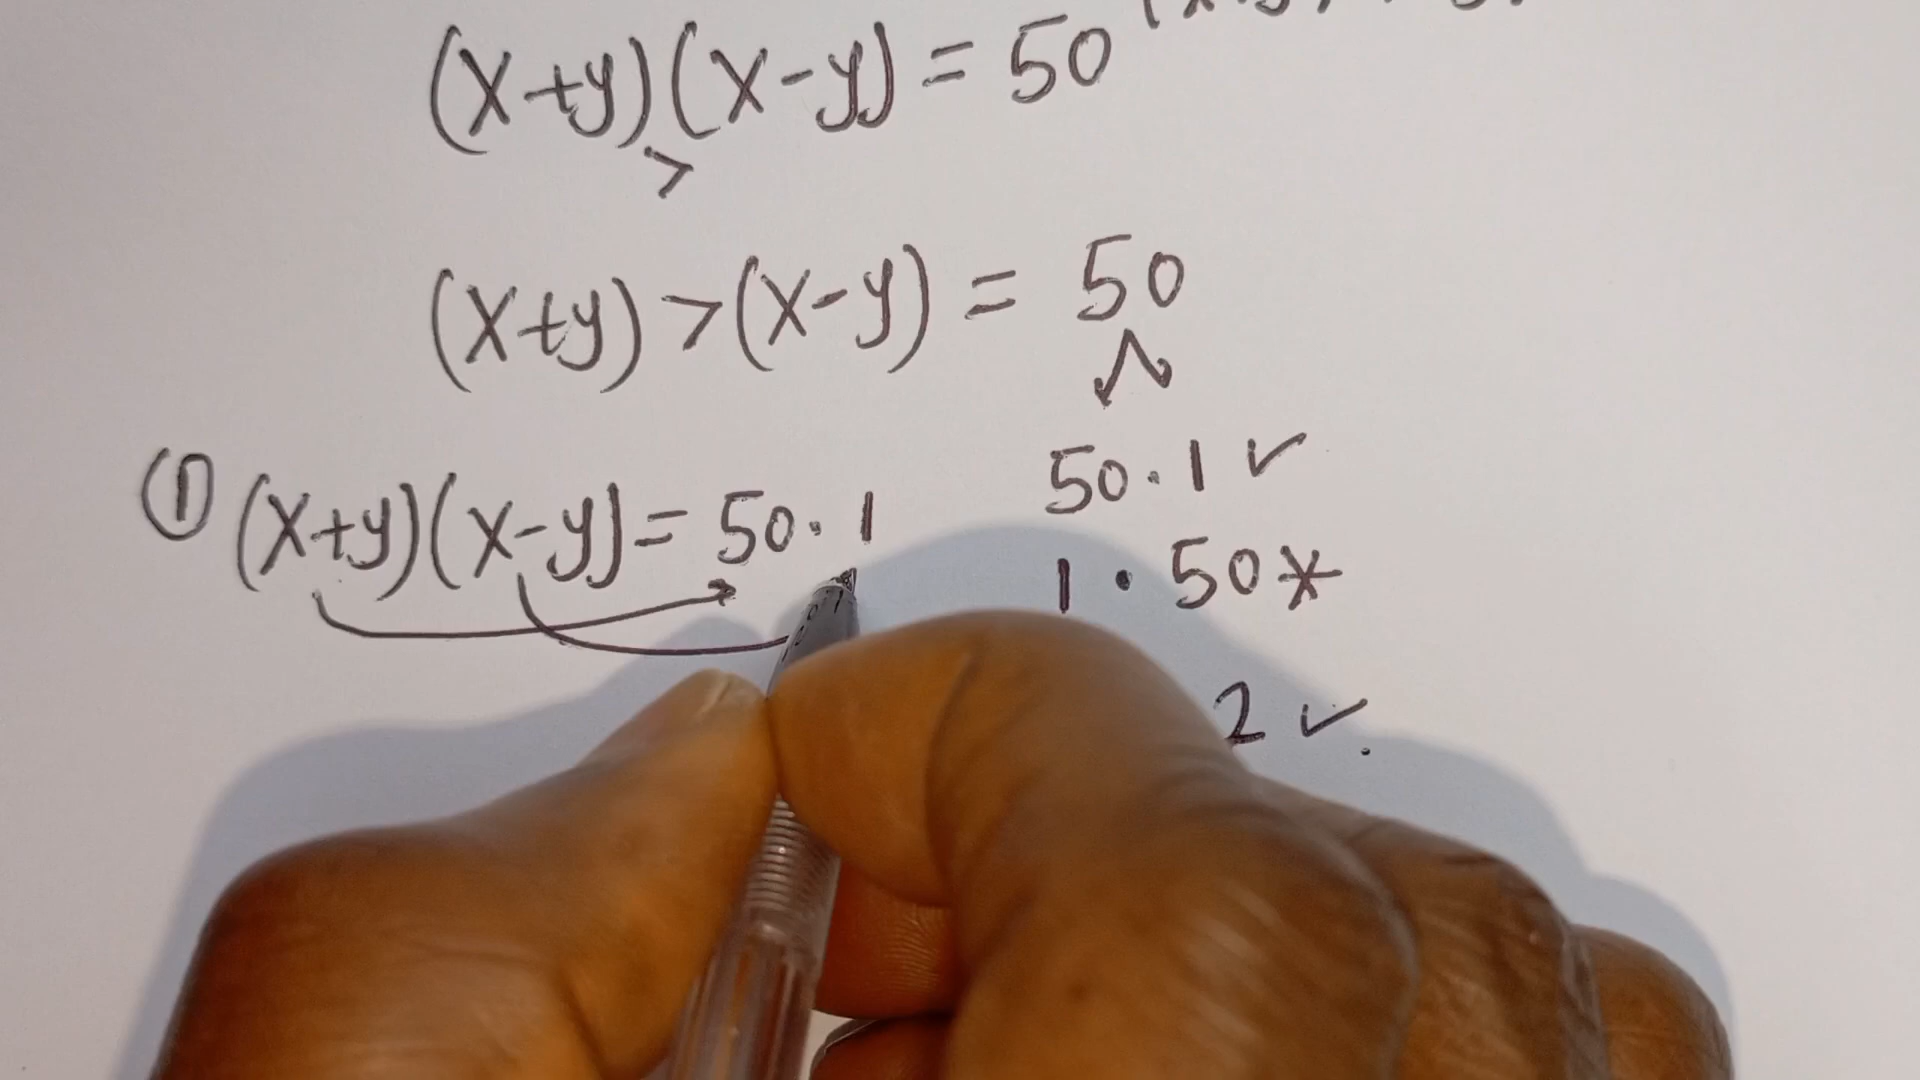 (x+y)(x-y) = 50
>
(x+y) > (x-y) = 50
50.1 ✓
① (x+y)(x-y) = 50.1
1.50 *
2 ✓.